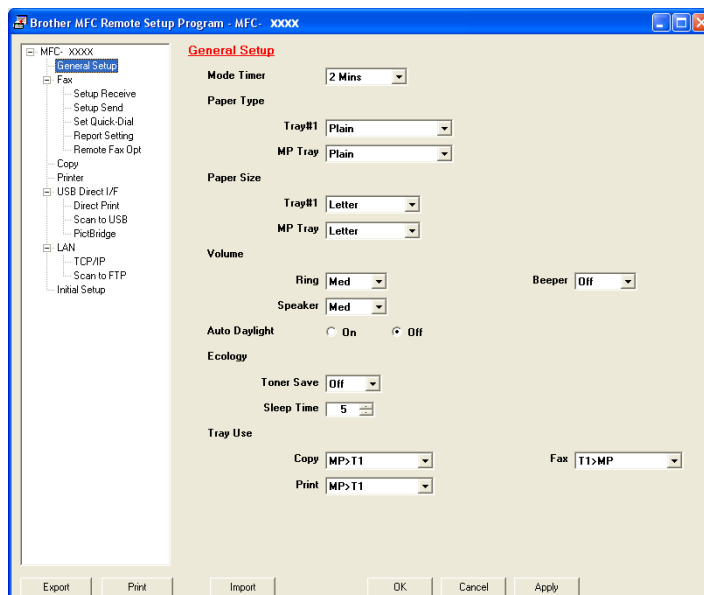 Brother MFC Remote Setup Program - MFC- XXXX
MFC- XXXX
General Setup
Fax
Setup Receive
Setup Send
Set Quick-Dial
Report Setting
Remote Fax Opt
Copy
Printer
USB Direct I/F
Direct Print
Scan to USB
PictBridge
LAN
TCP/IP
Scan to FTP
Initial Setup
General Setup
Mode Timer 2 Mins
Paper Type
Tray#1 Plain
MP Tray Plain
Paper Size
Tray#1 Letter
MP Tray Letter
Volume
Ring Med Beeper Off
Speaker Med
Auto Daylight On Off
Ecology
Toner Save Off
Sleep Time 5
Tray Use
Copy MP>T1 Fax T1>MP
Print MP>T1
Export Print Import OK Cancel Apply